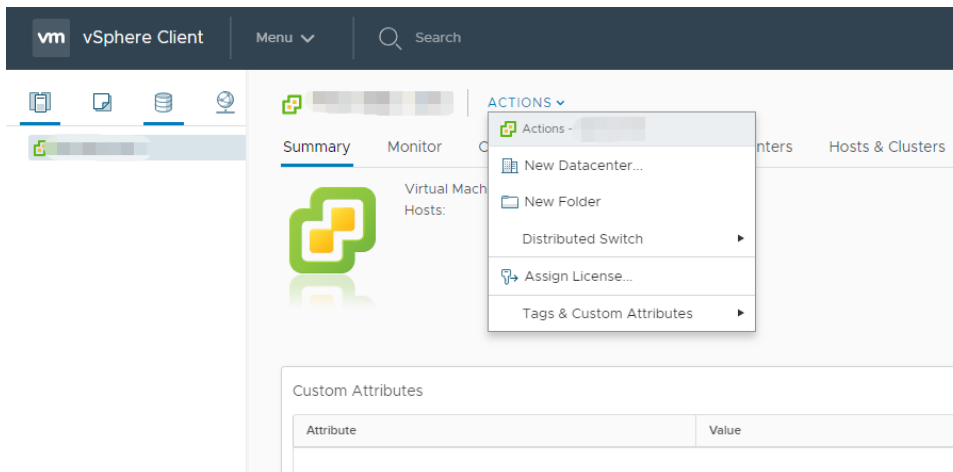 vm vSphere Client Menu Search
ACTIONS
Actions -
Summary Monitor C nters Hosts & Clusters
New Datacenter...
Virtual Mach
New Folder
Hosts:
Distributed Switch
Assign License...
Tags & Custom Attributes
Custom Attributes
Attribute Value